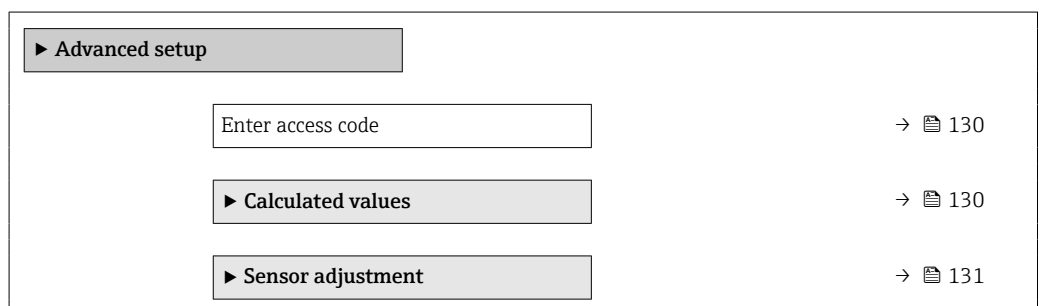 ▶ Advanced setup
Enter access code → 130
▶ Calculated values → 130
▶ Sensor adjustment → 131